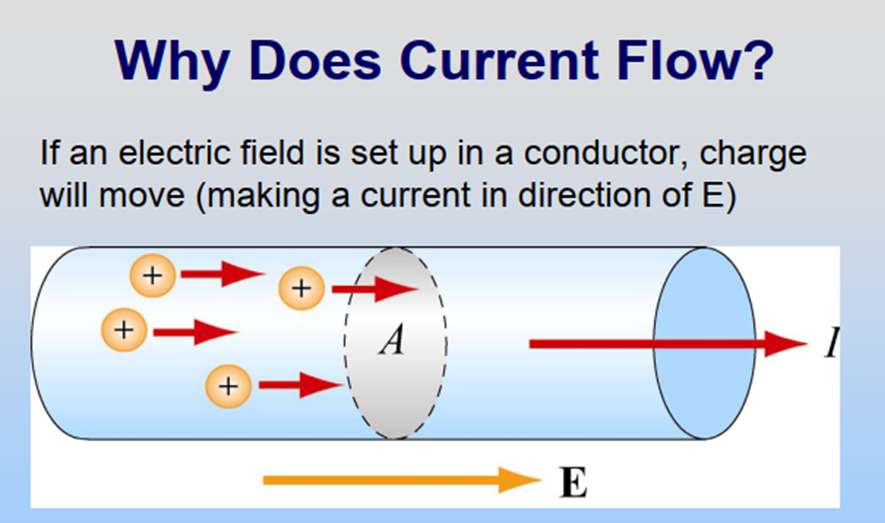 Why Does Current Flow?
If an electric field is set up in a conductor, charge
will move (making a current in direction of E)
+
+
+
+
A
I
E